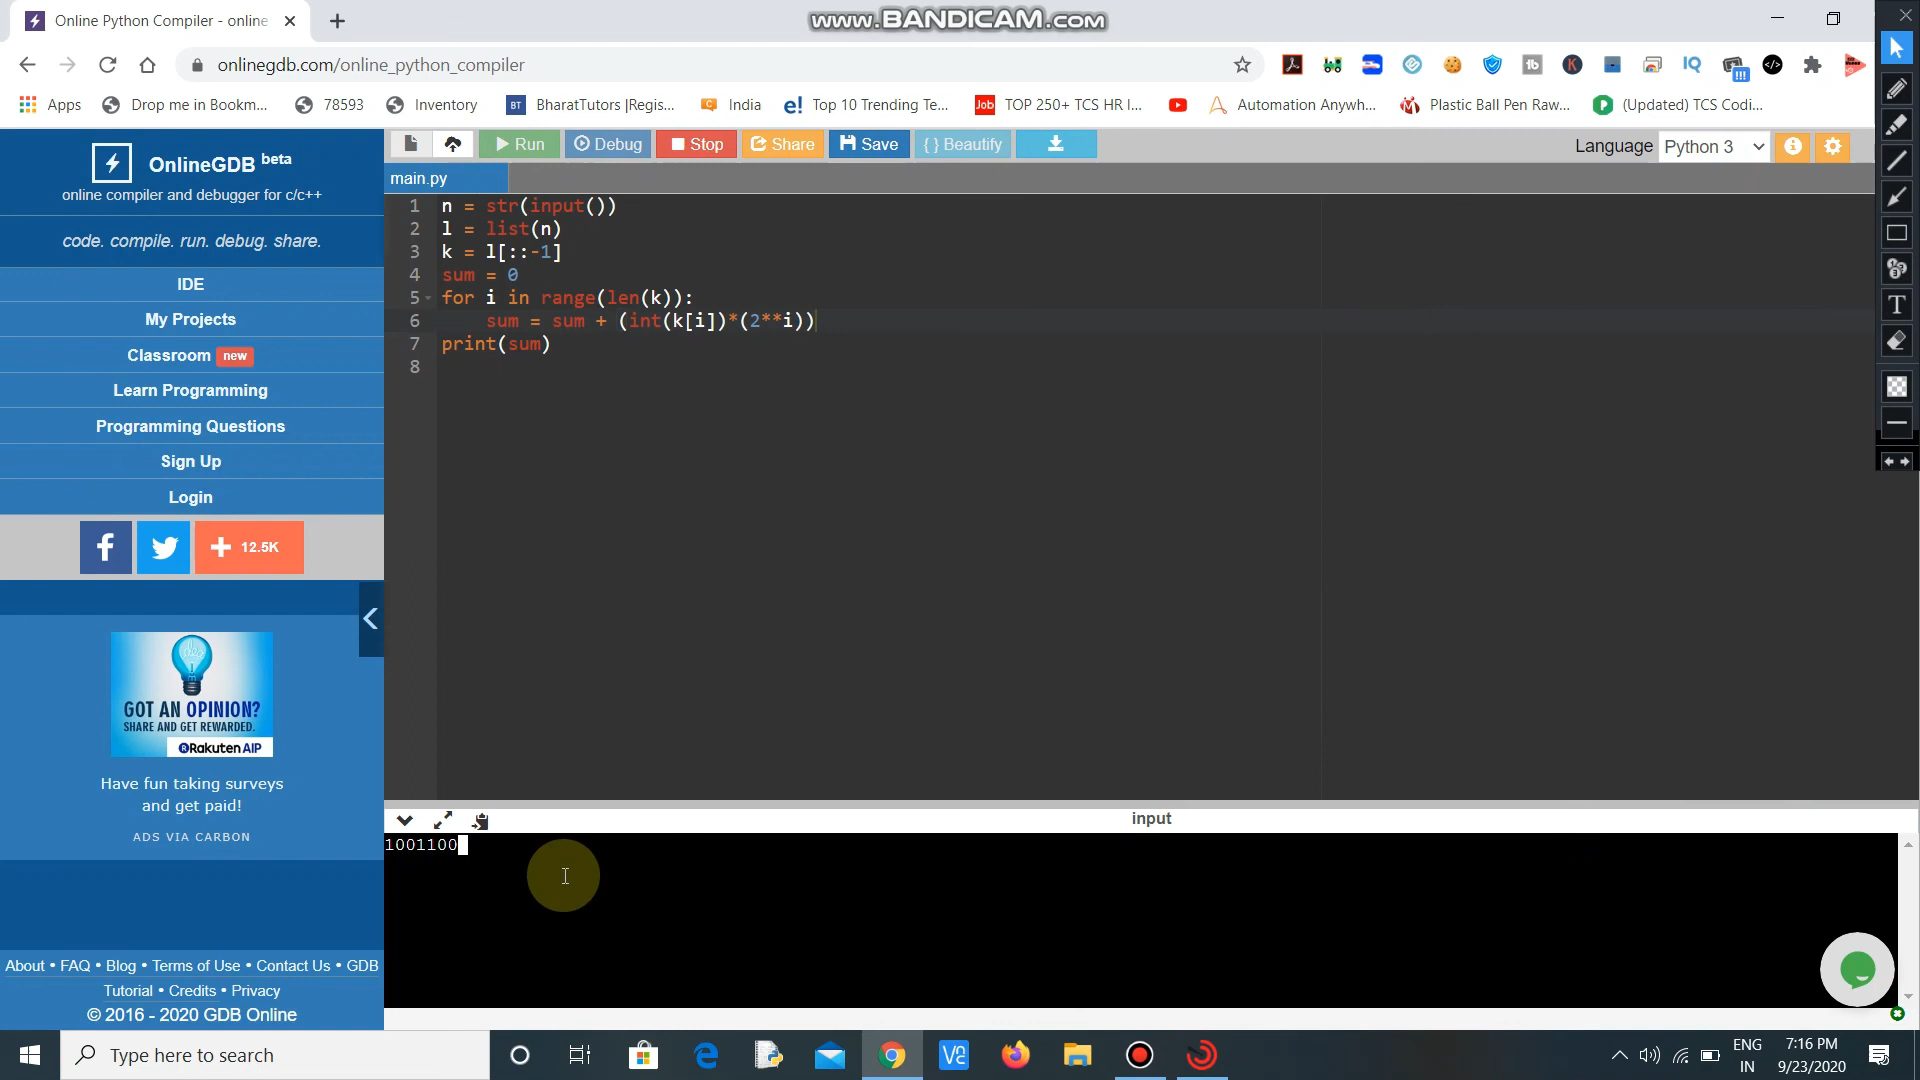 Online Python Compiler - online
www.BANDICAM.com
onlinegdb.com/online_python_compiler
Apps
Drop me in Bookm...
78593
Inventory
BT BharatTutors |Regis...
India
e! Top 10 Trending Te...
Job TOP 250+ TCS HR I...
Automation Anywh...
Plastic Ball Pen Raw...
(Updated) TCS Codi...
OnlineGDB beta
online compiler and debugger for c/c++
code. compile. run. debug. share.
IDE
My Projects
Classroom new
Learn Programming
Programming Questions
Sign Up
Login
12.5K
GOT AN OPINION?
SHARE AND GET REWARDED.
Rakuten AIP
Have fun taking surveys
and get paid!
ADS VIA CARBON
About • FAQ • Blog • Terms of Use • Contact Us • GDB
Tutorial • Credits • Privacy
© 2016 - 2020 GDB Online
Run
Debug
Stop
Share
Save
{ } Beautify
Language Python 3
main.py
1 n = str(input())
2 l = list(n)
3 k = l[::-1]
4 sum = 0
5 for i in range(len(k)):
6 sum = sum + (int(k[i])*(2**i))
7 print(sum)
8
input
1001100
Type here to search
ENG
IN
7:16 PM
9/23/2020